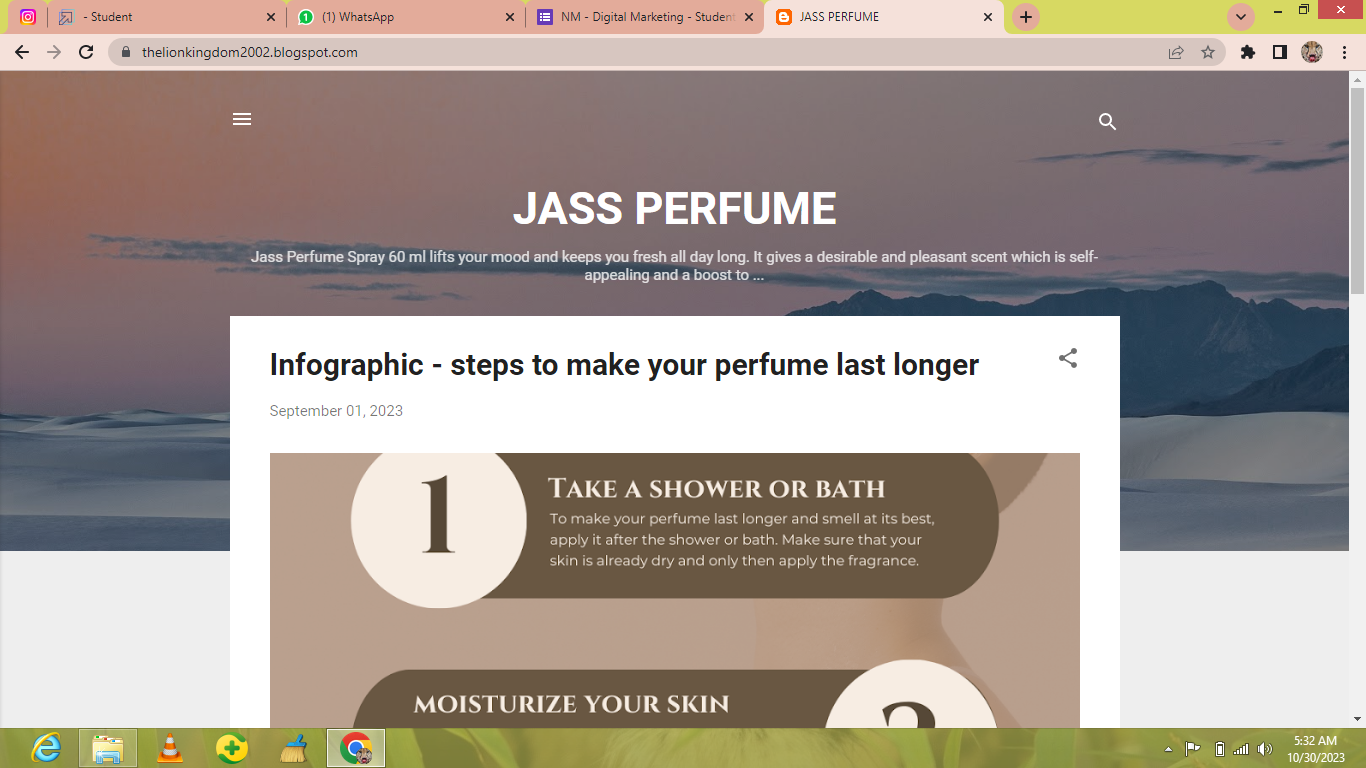 - Student
(1) WhatsApp
NM - Digital Marketing - Student
JASS PERFUME
thelionkingdom2002.blogspot.com
JASS PERFUME
Jass Perfume Spray 60 ml lifts your mood and keeps you fresh all day long. It gives a desirable and pleasant scent which is self-
appealing and a boost to ...
Infographic - steps to make your perfume last longer
September 01, 2023
1
TAKE A SHOWER OR BATH
To make your perfume last longer and smell at its best,
apply it after the shower or bath. Make sure that your
skin is already dry and only then apply the fragrance.
MOISTURIZE YOUR SKIN
5:32 AM
10/30/2023